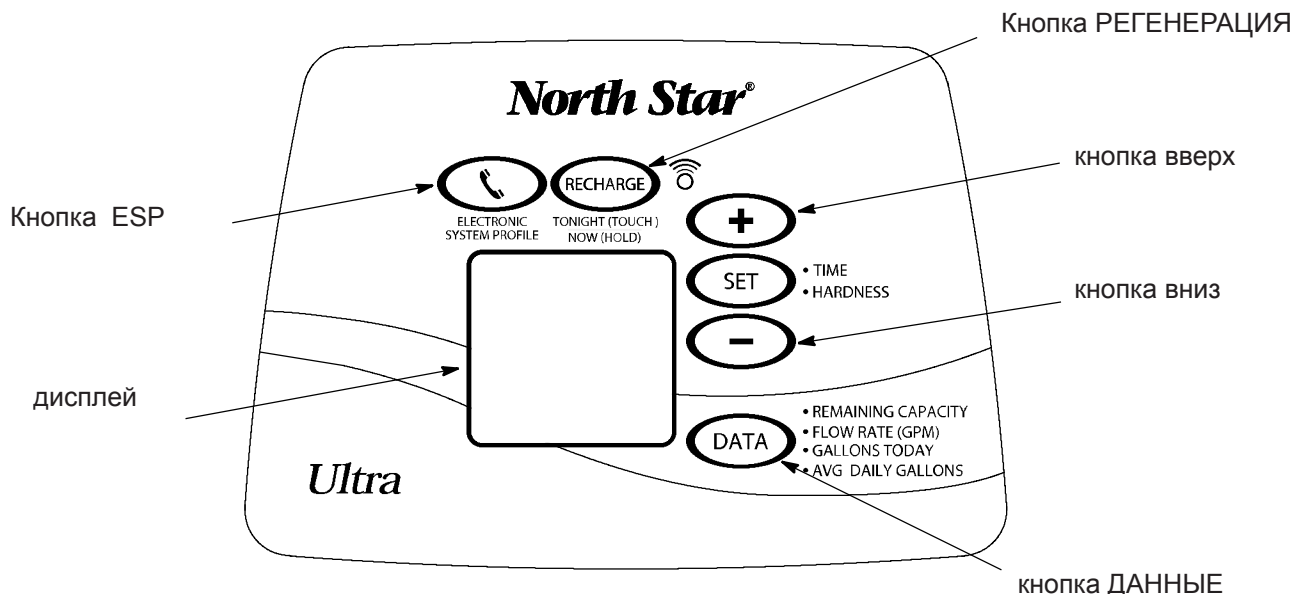 Кнопка РЕГЕНЕРАЦИЯ
North Star®
кнопка вверх
RECHARGE
+
Кнопка ESP
ELECTRONIC
SYSTEM PROFILE
TONIGHT (TOUCH )
NOW (HOLD)
SET
• TIME
• HARDNESS
кнопка вниз
−
дисплей
DATA
• REMAINING CAPACITY
• FLOW RATE (GPM)
• GALLONS TODAY
• AVG DAILY GALLONS
Ultra
кнопка ДАННЫЕ